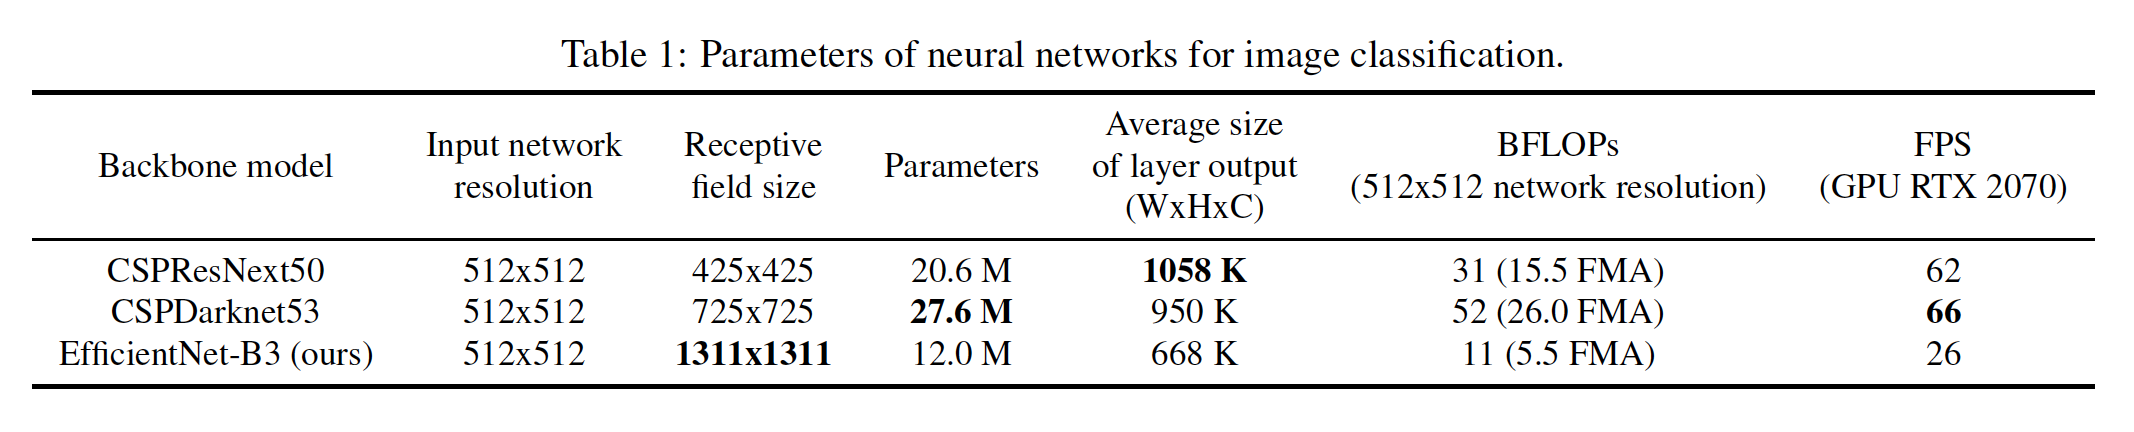 Table 1: Parameters of neural networks for image classification.
Backbone model Input network resolution Receptive field size Parameters Average size of layer output (WxHxC) BFLOPs (512x512 network resolution) FPS (GPU RTX 2070)
CSPResNext50 512x512 425x425 20.6 M 1058 K 31 (15.5 FMA) 62
CSPDarknet53 512x512 725x725 27.6 M 950 K 52 (26.0 FMA) 66
EfficientNet-B3 (ours) 512x512 1311x1311 12.0 M 668 K 11 (5.5 FMA) 26